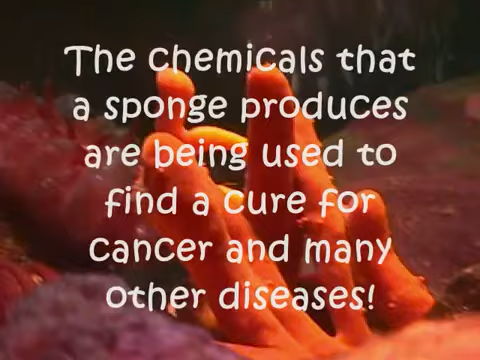 The chemicals that
a sponge produces
are being used to
find a cure for
cancer and many
other diseases!